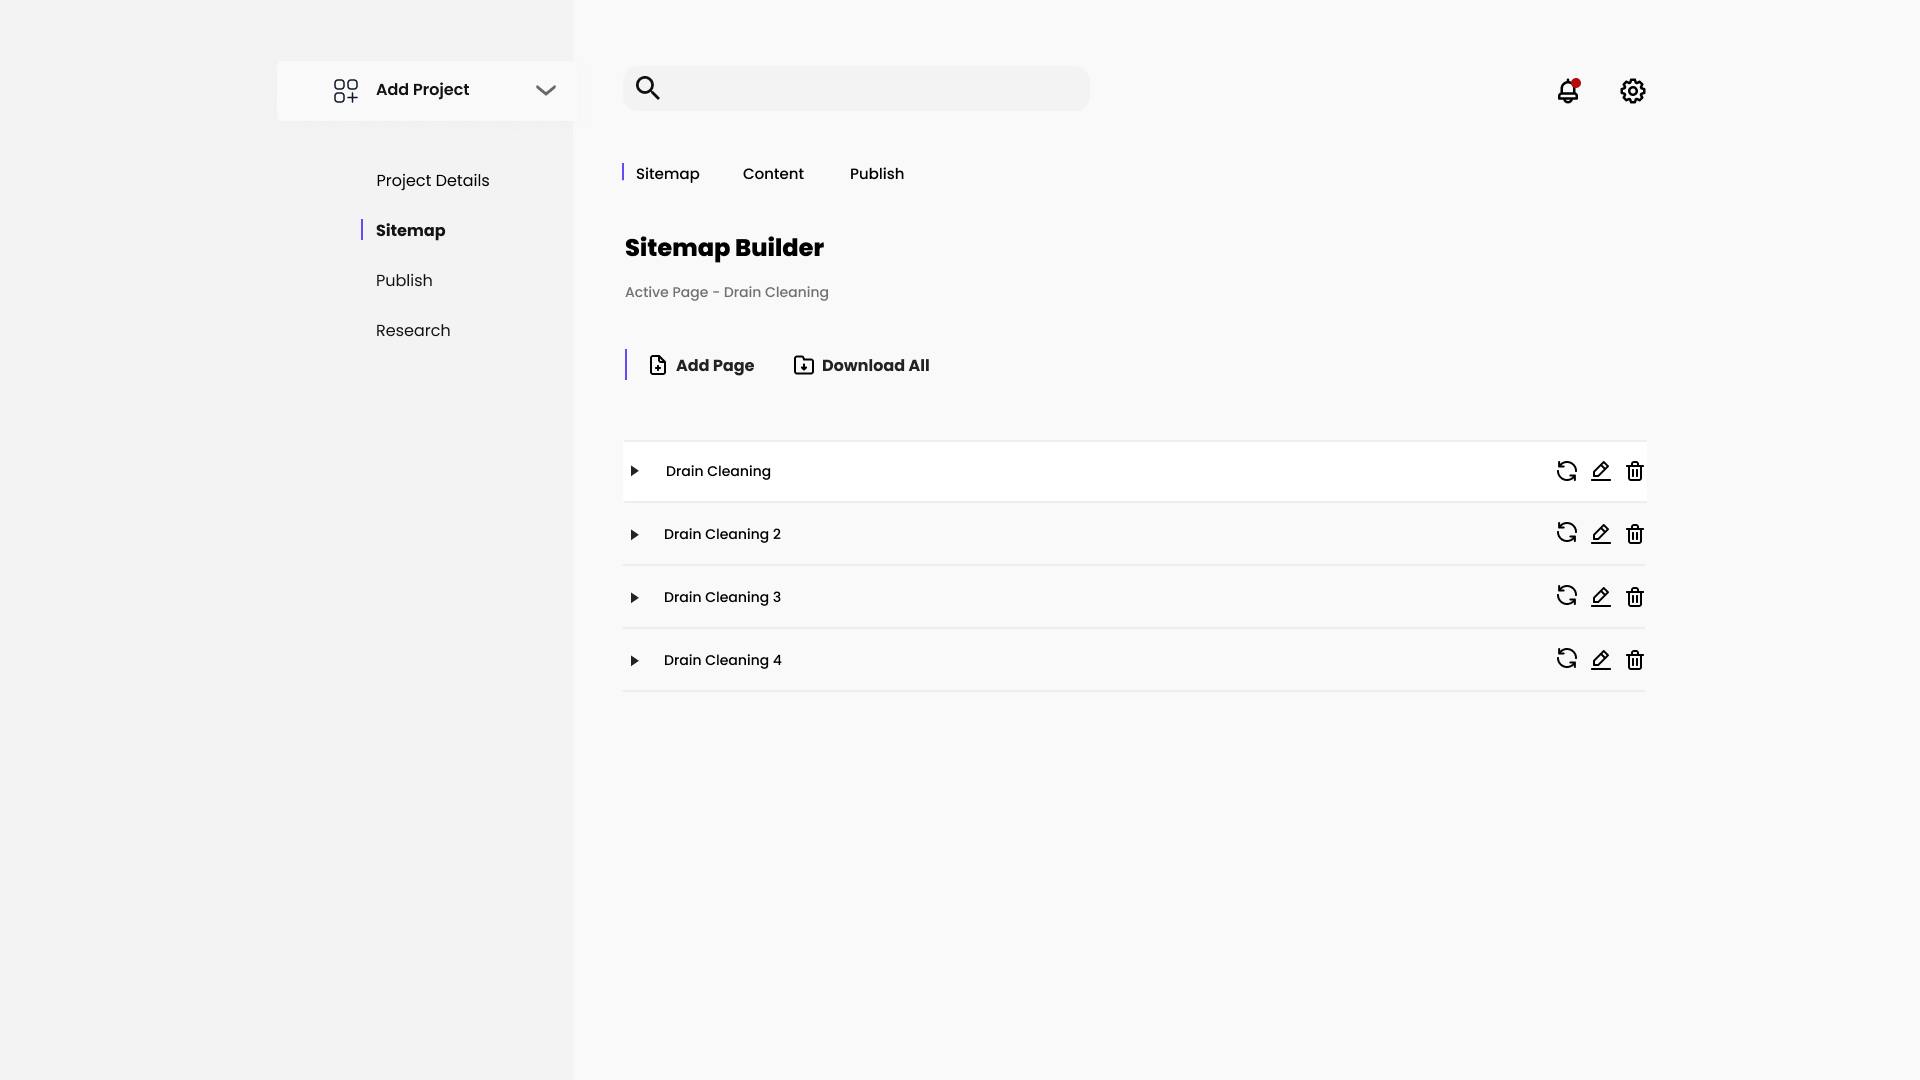 Add Project
Project Details
Sitemap
Publish
Research
Sitemap Content Publish
Sitemap Builder
Active Page - Drain Cleaning
Add Page Download All
Drain Cleaning
Drain Cleaning 2
Drain Cleaning 3
Drain Cleaning 4